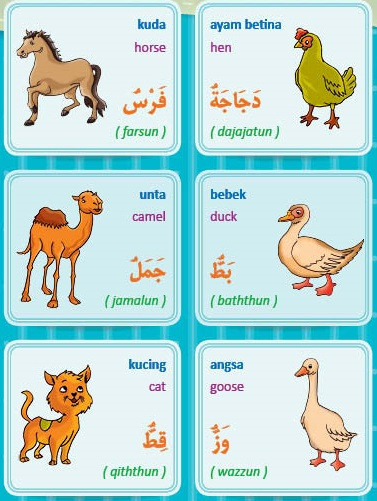 kuda
horse
فَرْسٌ
( farsun )
ayam betina
hen
دَجَاجَةٌ
( dajajatun )
unta
camel
جَمَلٌ
( jamalun )
bebek
duck
بَطٌّ
( baththun )
kucing
cat
قِطٌّ
( qiththun )
angsa
goose
وَزٌّ
( wazzun )